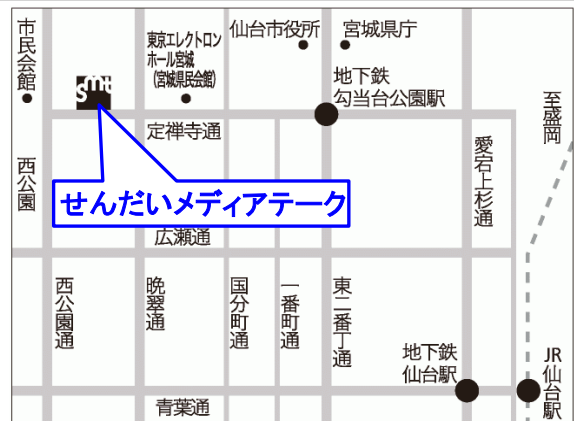 市民会館
東京エレクトロン
ホール宮城
(宮城県民会館)
仙台市役所
宮城県庁
smt
地下鉄
勾当台公園駅
至盛岡
定禅寺通
西公園
愛宕上杉通
せんだいメディアテーク
広瀬通
西公園通
晩翠通
国分町通
一番町通
東二番丁通
地下鉄
仙台駅
JR仙台駅
青葉通